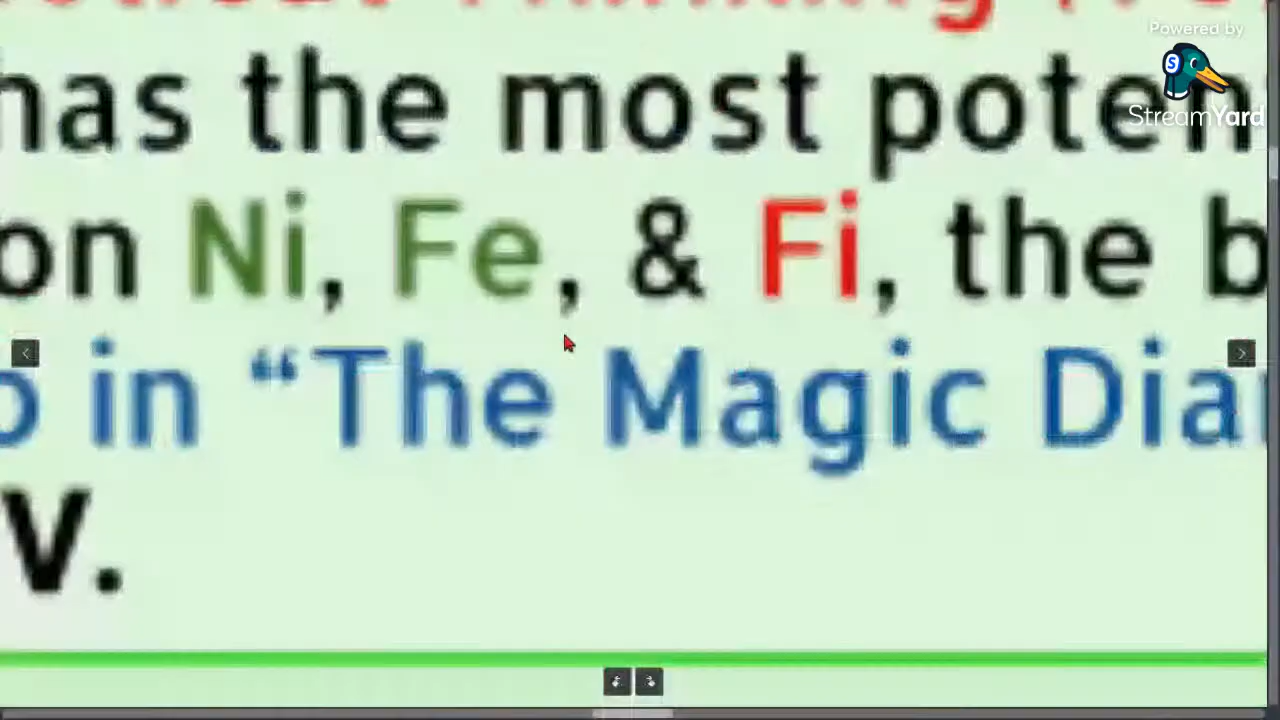 Powered by
StreamYard
has the most poten
on Ni, Fe, & Fi, the b
o in “The Magic Dia
V.